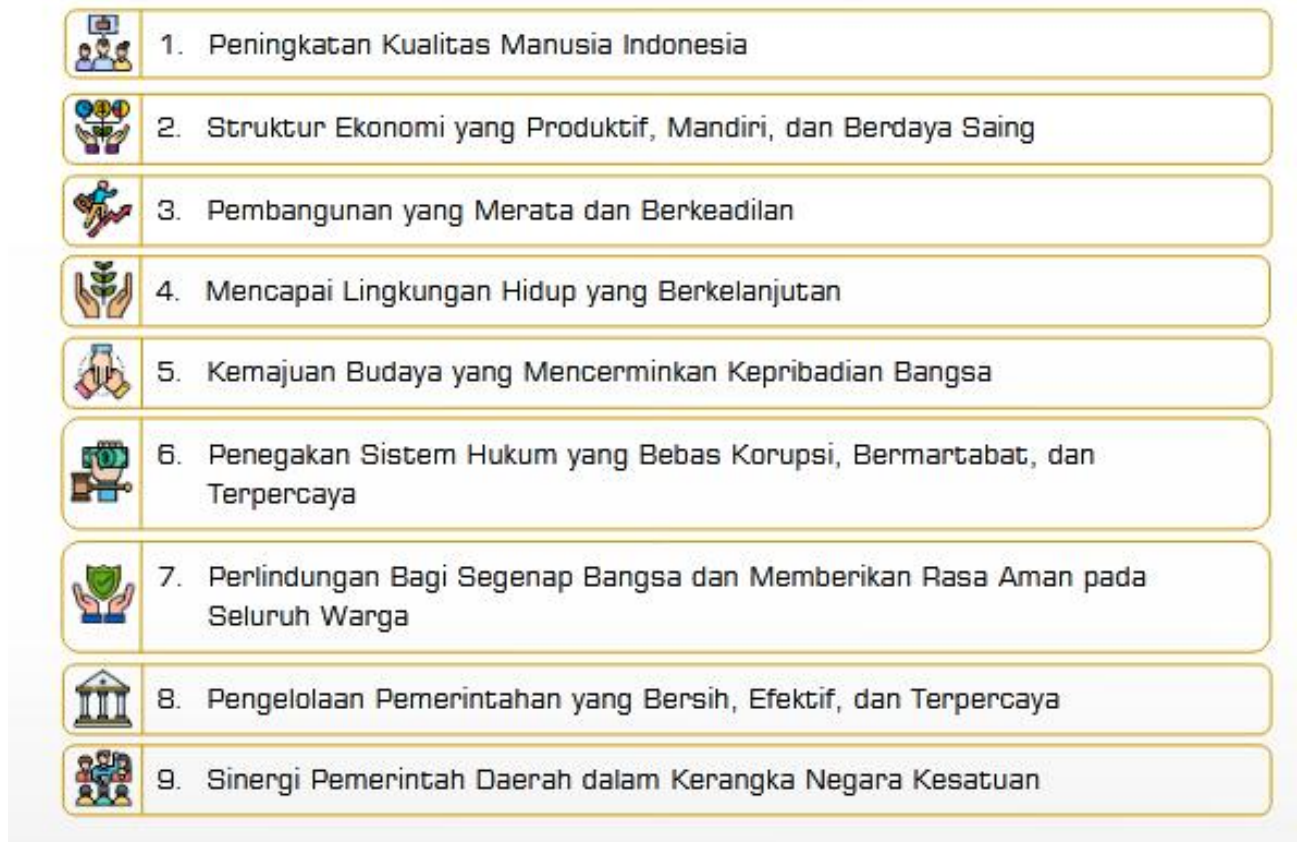 1. Peningkatan Kualitas Manusia Indonesia
2. Struktur Ekonomi yang Produktif, Mandiri, dan Berdaya Saing
3. Pembangunan yang Merata dan Berkeadilan
4. Mencapai Lingkungan Hidup yang Berkelanjutan
5. Kemajuan Budaya yang Mencerminkan Kepribadian Bangsa
6. Penegakan Sistem Hukum yang Bebas Korupsi, Bermartabat, dan
Terpercaya
7. Perlindungan Bagi Segenap Bangsa dan Memberikan Rasa Aman pada
Seluruh Warga
8. Pengelolaan Pemerintahan yang Bersih, Efektif, dan Terpercaya
9. Sinergi Pemerintah Daerah dalam Kerangka Negara Kesatuan